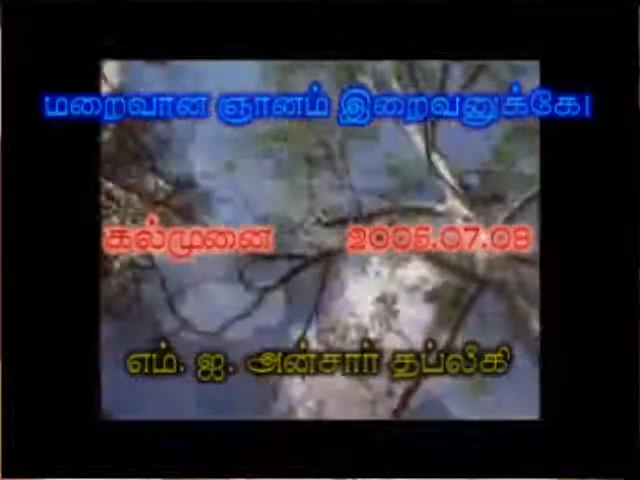 மறைவான ஞானம் இறைவனுக்கே!
கல்முனை 2005.07.08
எம். ஐ. அன்சார் தப்லீகி